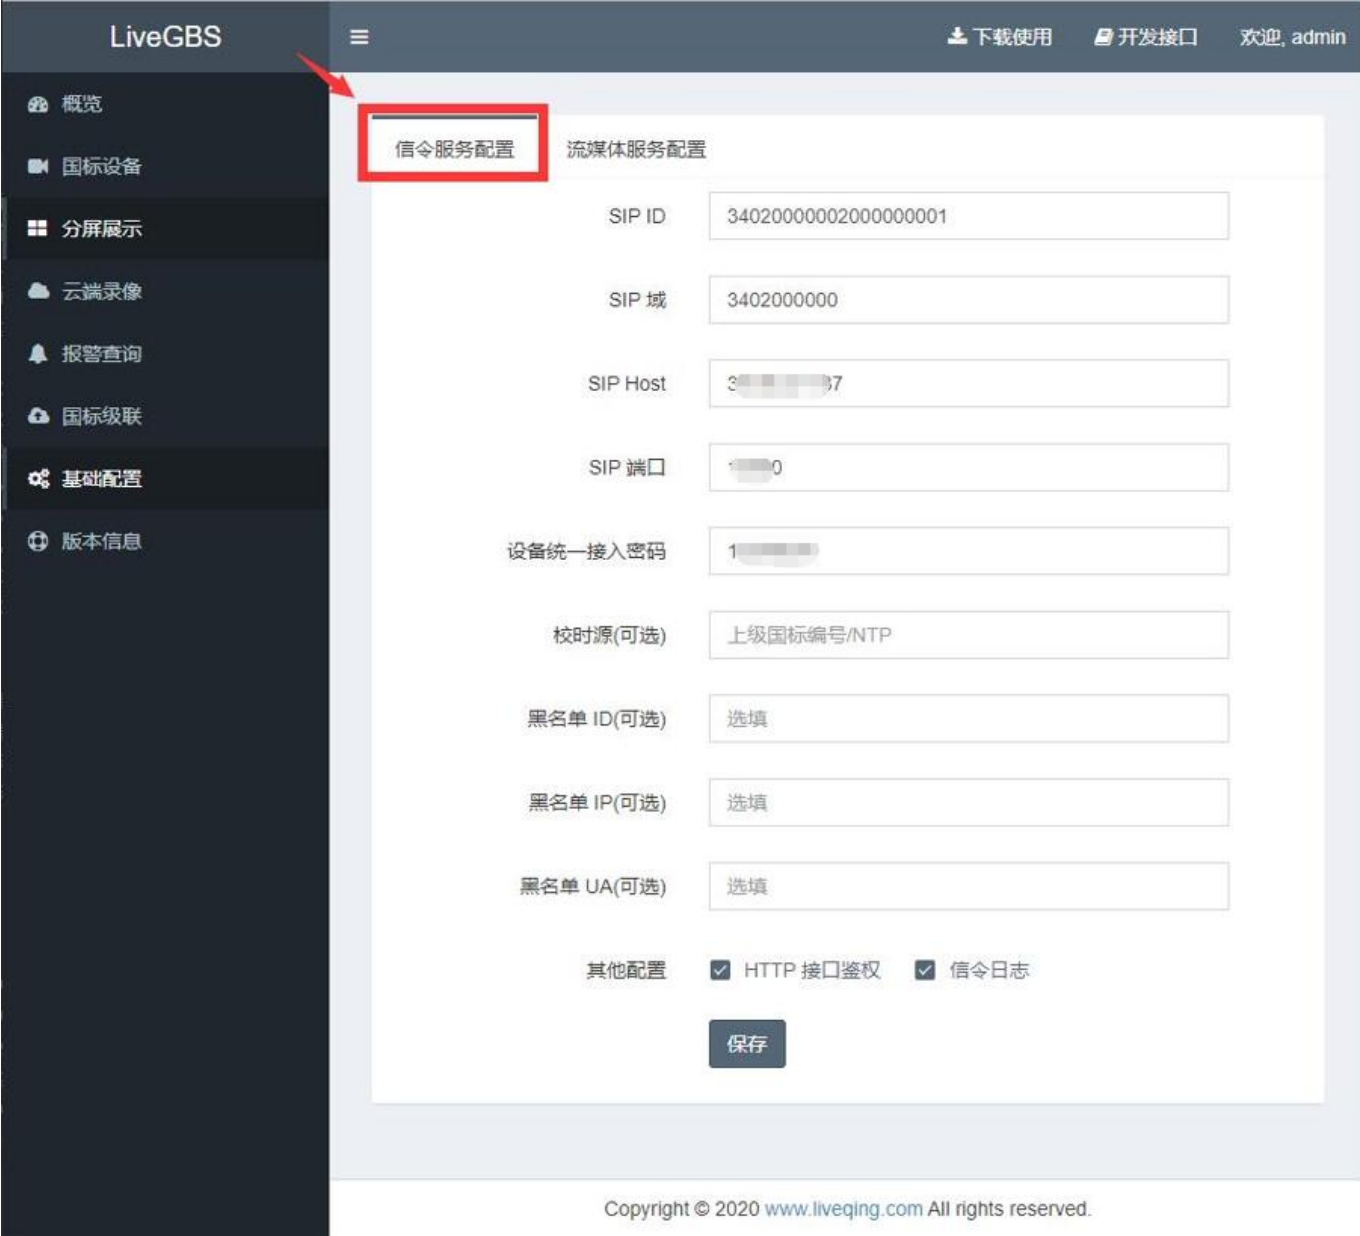 LiveGBS
下载使用 开发接口 欢迎, admin
概览
国标设备
分屏展示
云端录像
报警查询
国标级联
基础配置
版本信息
信令服务配置 流媒体服务配置
SIP ID 34020000002000000001
SIP 域 3402000000
SIP Host
SIP 端口
设备统一接入密码
校时源(可选) 上级国标编号/NTP
黑名单 ID(可选) 选填
黑名单 IP(可选) 选填
黑名单 UA(可选) 选填
其他配置 HTTP 接口鉴权 信令日志
保存
Copyright © 2020 www.liveqing.com All rights reserved.